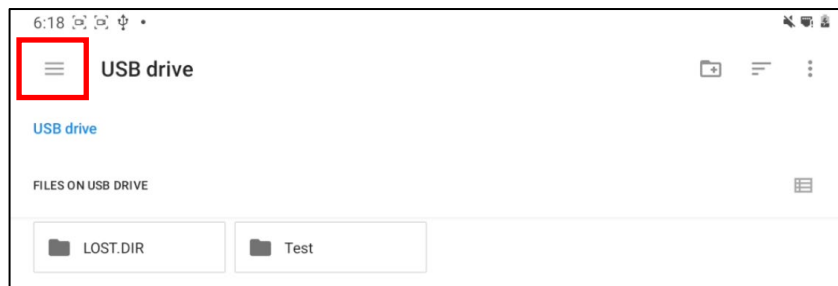 6:18
USB drive
USB drive
FILES ON USB DRIVE
LOST.DIR
Test